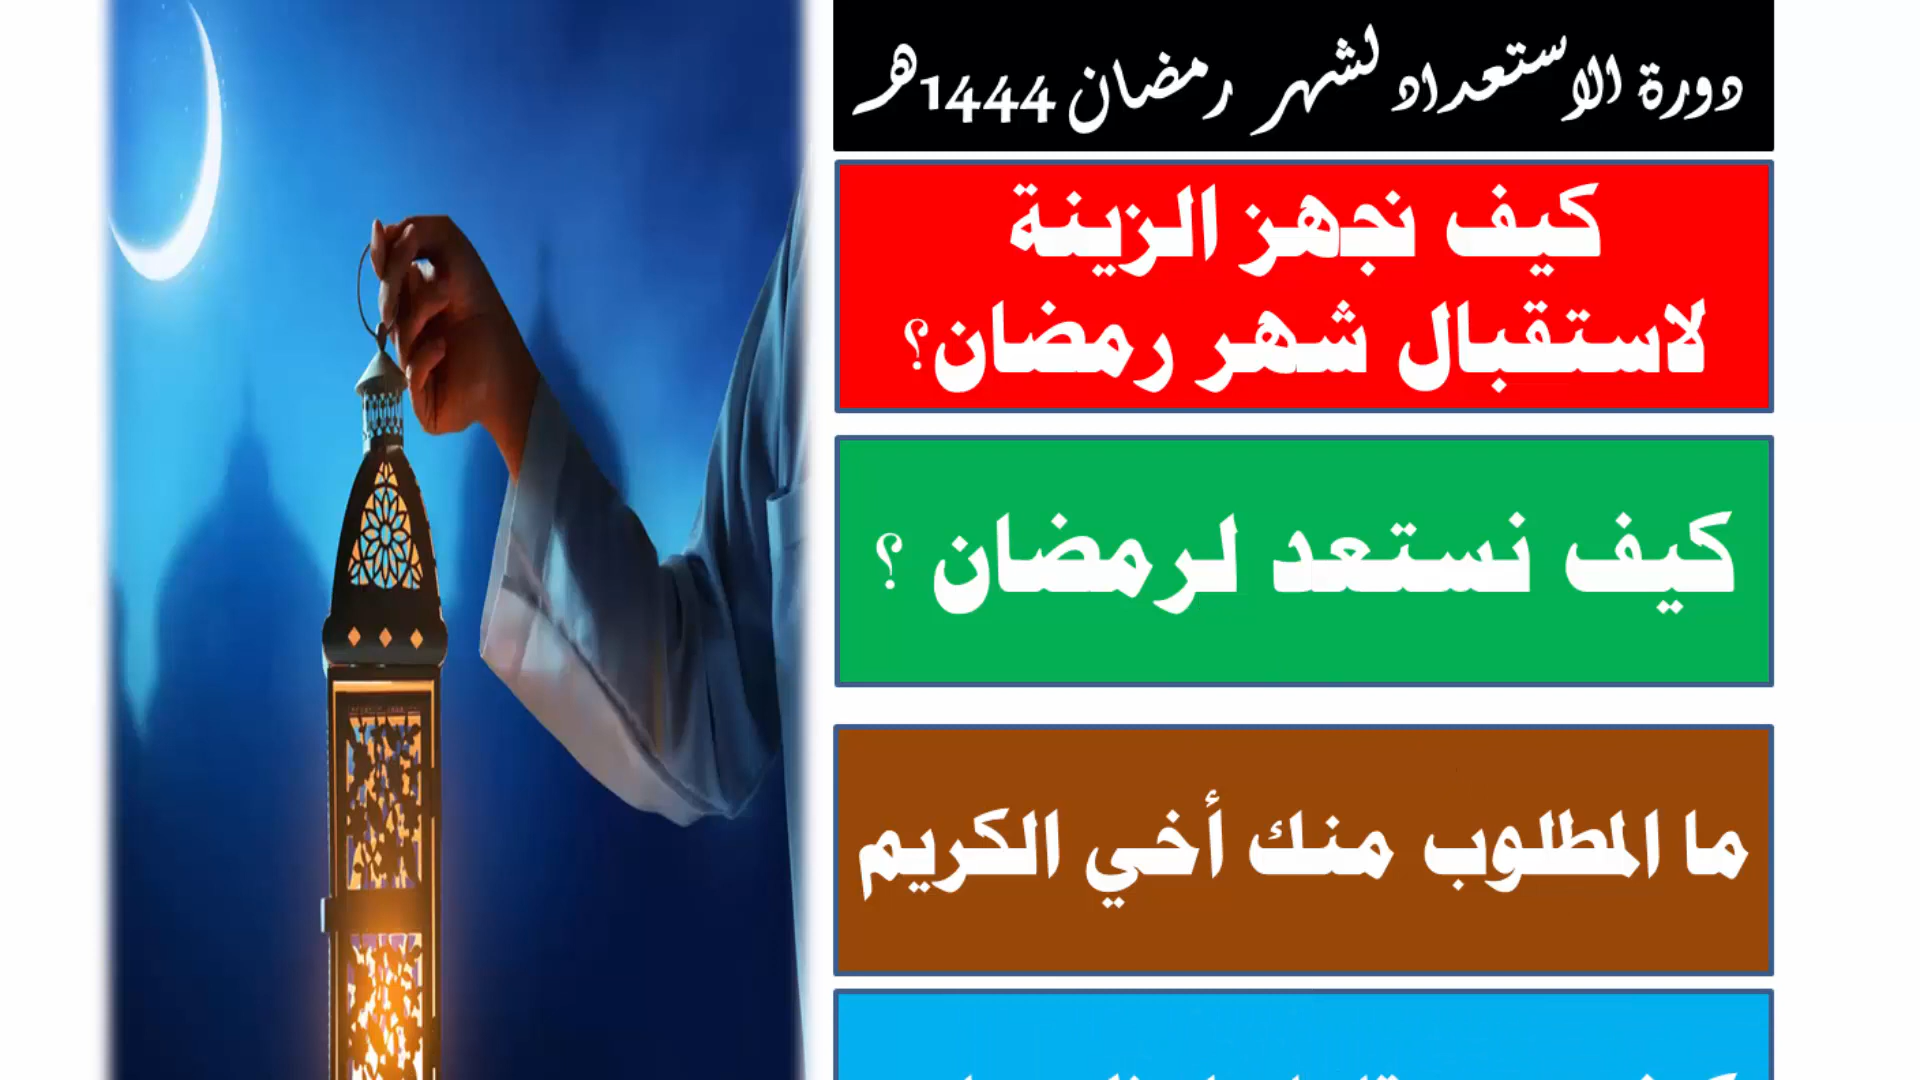 دورة الاستعداد لشهر رمضان 1444هـ
كيف نجهز الزينة
لاستقبال شهر رمضان؟
كيف نستعد لرمضان ؟
ما المطلوب منك أخي الكريم